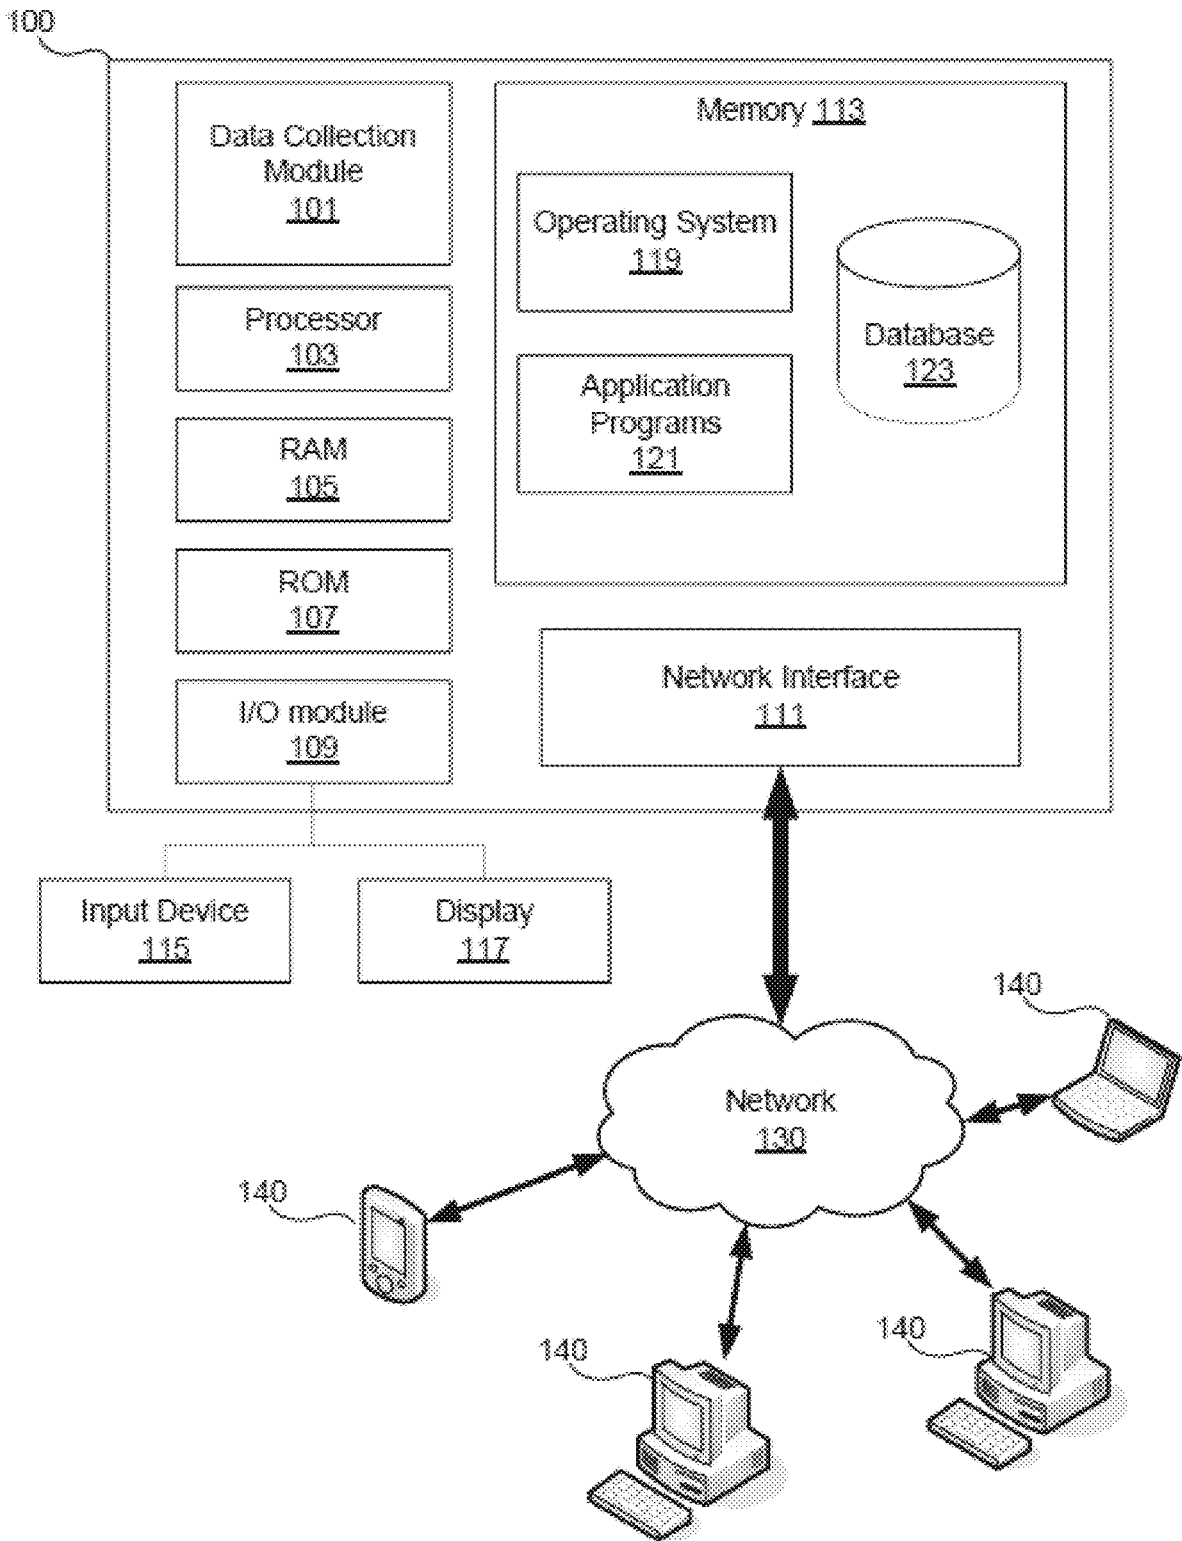 100
Data Collection
Module
101
Processor
103
RAM
105
ROM
107
I/O module
109
Memory 113
Operating System
119
Application
Programs
121
Database
123
Network Interface
111
Input Device
115
Display
117
Network
130
140
140
140
140